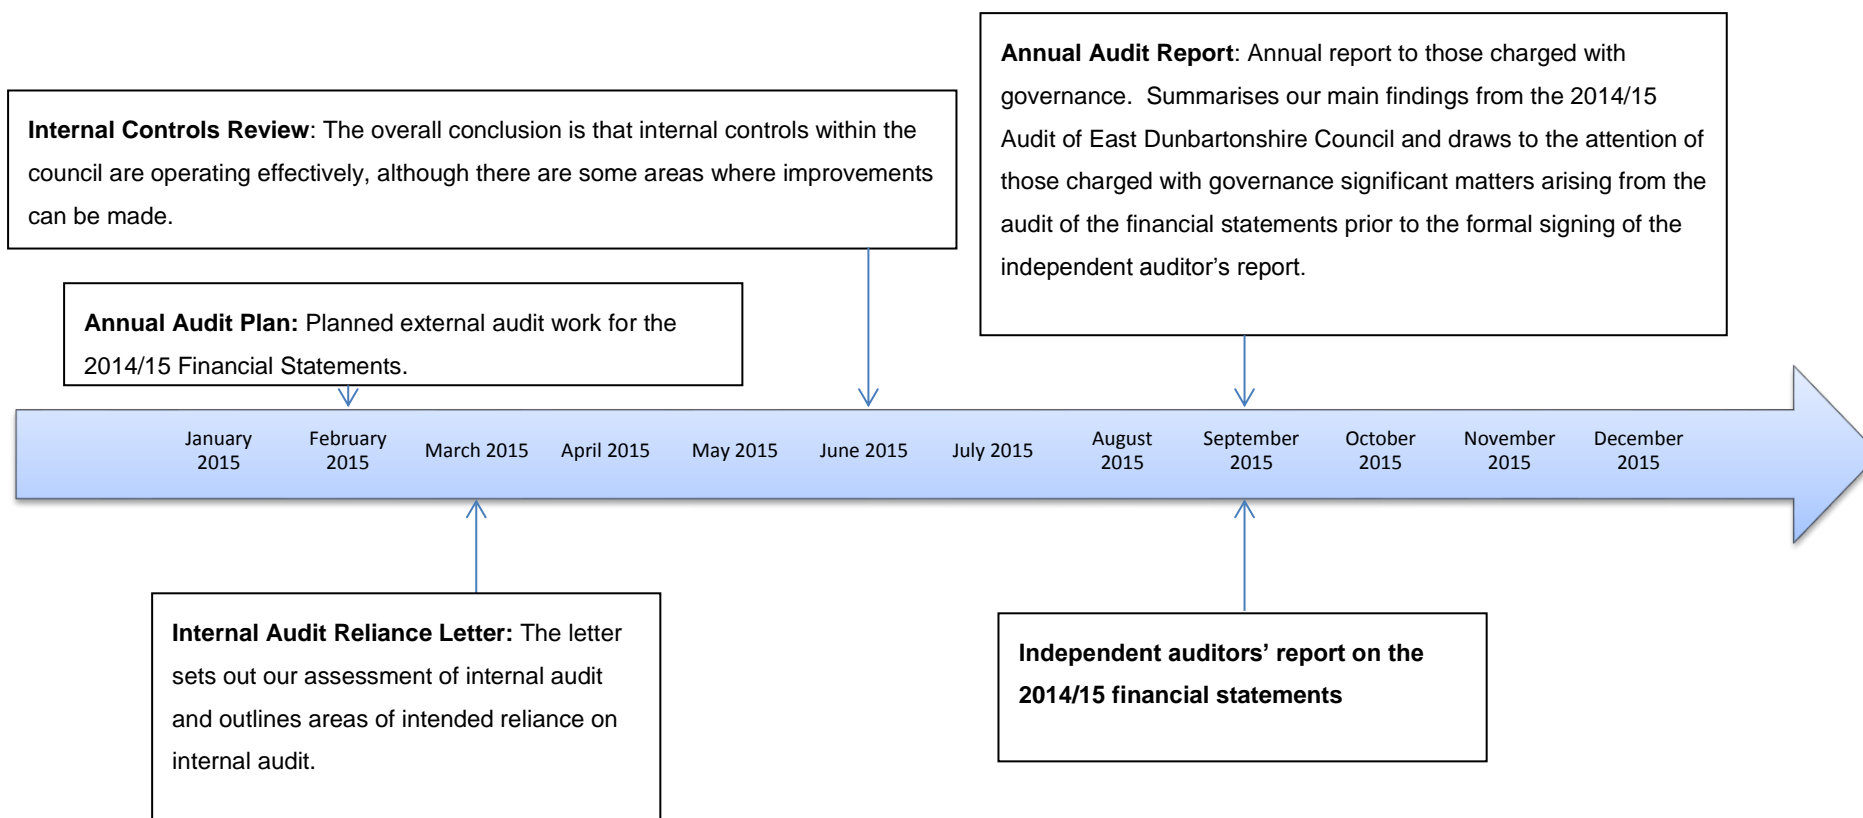 Annual Audit Report: Annual report to those charged with
governance.  Summarises our main findings from the 2014/15
Audit of East Dunbartonshire Council and draws to the attention of
those charged with governance significant matters arising from the
audit of the financial statements prior to the formal signing of the
independent auditor’s report.
Internal Controls Review: The overall conclusion is that internal controls within the
council are operating effectively, although there are some areas where improvements
can be made.
Annual Audit Plan: Planned external audit work for the
2014/15 Financial Statements.
January
2015
February
2015
March 2015
April 2015
May 2015
June 2015
July 2015
August
2015
September
2015
October
2015
November
2015
December
2015
Internal Audit Reliance Letter: The letter
sets out our assessment of internal audit
and outlines areas of intended reliance on
internal audit.
Independent auditors’ report on the
2014/15 financial statements